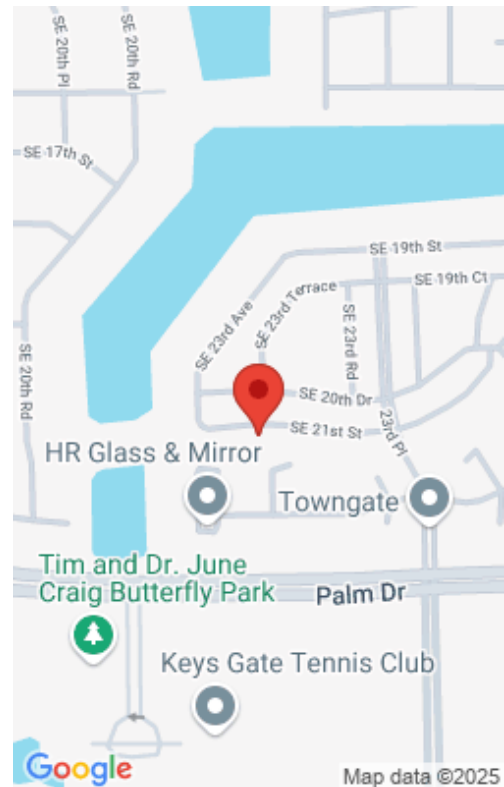 SE 20th Pl
SE 20th Rd
SE 17th St
SE 19th St
SE 23rd Terrace
SE 19th Ct
SE 23rd Ave
SE 23rd Rd
SE 20th Rd
SE 20th Dr
SE 21st St
23rd Pl
HR Glass & Mirror
Towngate
Tim and Dr. June
Craig Butterfly Park
Palm Dr
Keys Gate Tennis Club
Google
Map data ©2025